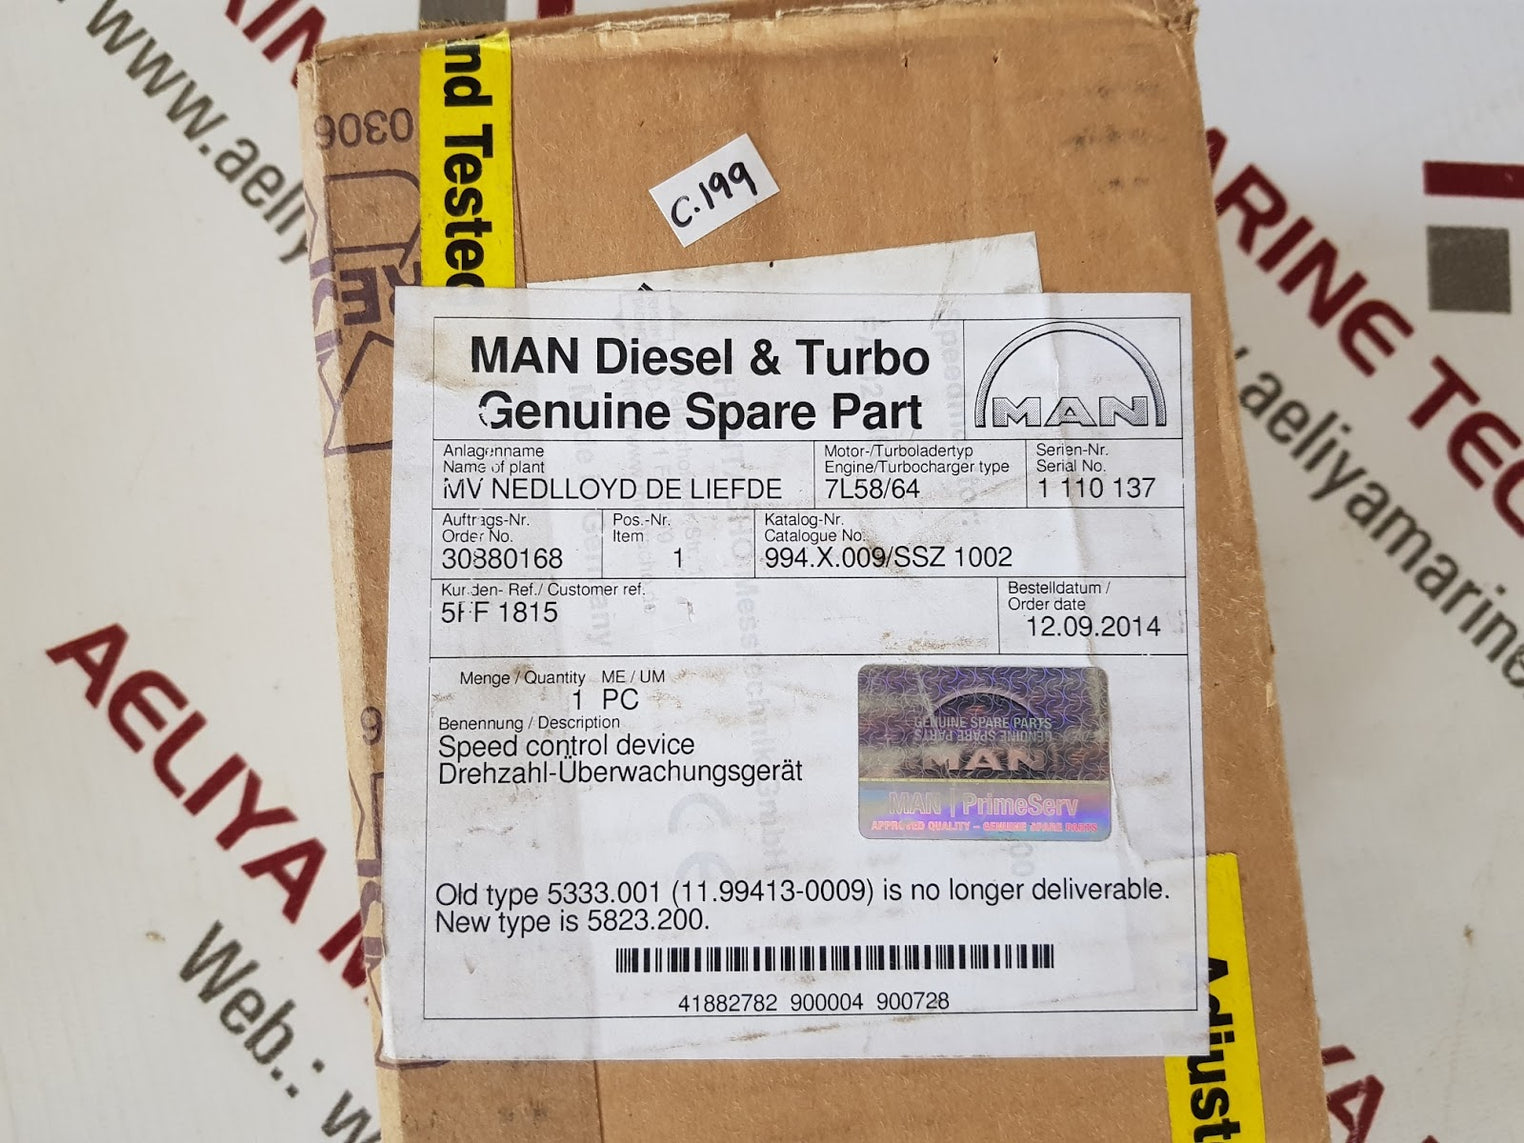 www.aeliy
ARINE TEC
.aeliyamarine
AELIYA M
Web.: w
IYA
0306
nd Tested
C.199
MAN Diesel & Turbo
Genuine Spare Part
MAN
Anlagenname
Name of plant
MV NEDLLOYD DE LIEFDE
Motor-/Turboladertyp
Engine/Turbocharger type
7L58/64
Serien-Nr.
Serial No.
1 110 137
Auftrags-Nr.
Order No.
30880168
Pos.-Nr.
Item
1
Katalog-Nr.
Catalogue No.
994.X.009/SSZ 1002
Kunden- Ref./ Customer ref.
1815
Bestelldatum /
Order date
12.09.2014
Menge / Quantity ME / UM
1 PC
Benennung / Description
Speed control device
Drehzahl-Überwachungsgerät
GENUINE SPARE PARTS
MAN
MAN | PrimeServ
APPROVED QUALITY – GENUINE SPARE PARTS
Old type 5333.001 (11.99413-0009) is no longer deliverable.
New type is 5823.200.
41882782 900004 900728
Adjust